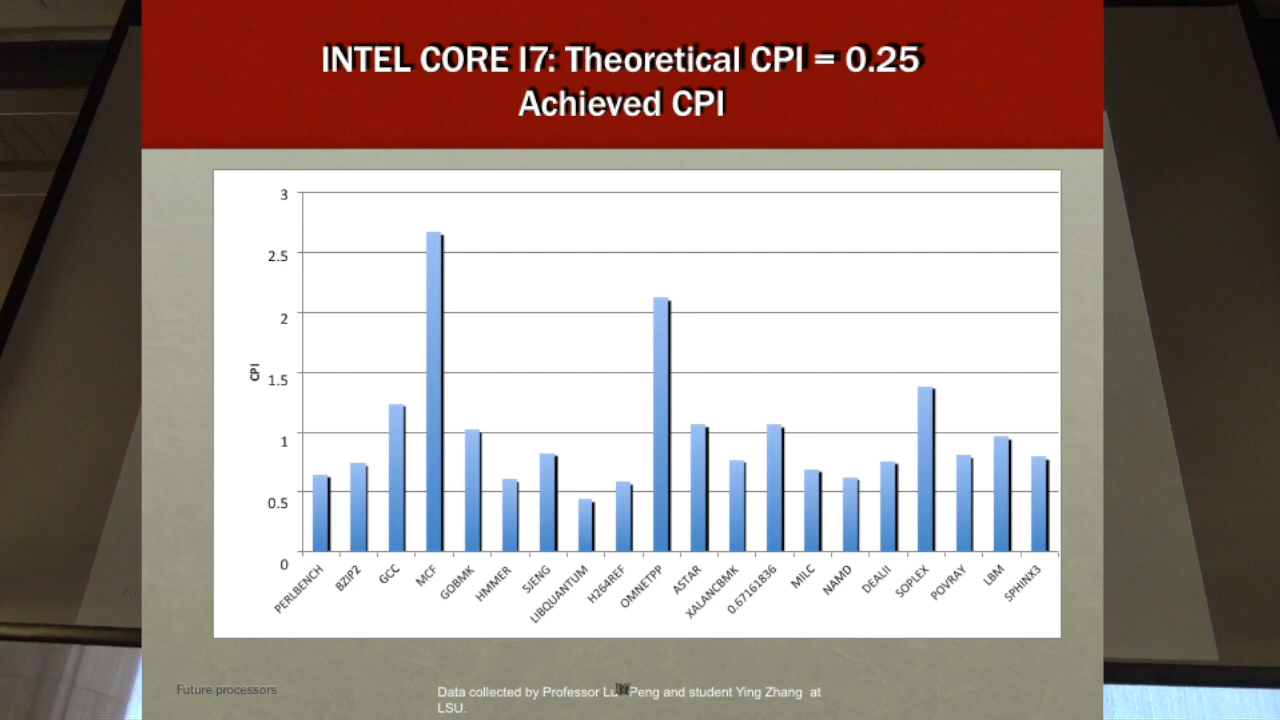 INTEL CORE I7: Theoretical CPI = 0.25
Achieved CPI
3
2.5
2
1.5
1
0.5
0
CPI
PERLBENCH
BZIP2
GCC
MCF
GOBMK
HMMER
SJENG
LIBQUANTUM
H264REF
OMNETPP
ASTAR
XALANCBMK
0.67161836
MILC
NAMD
DEALII
SOPLEX
POVRAY
LBM
SPHINX3
Future processors
Data collected by Professor Peng and student Ying Zhang at
LSU.